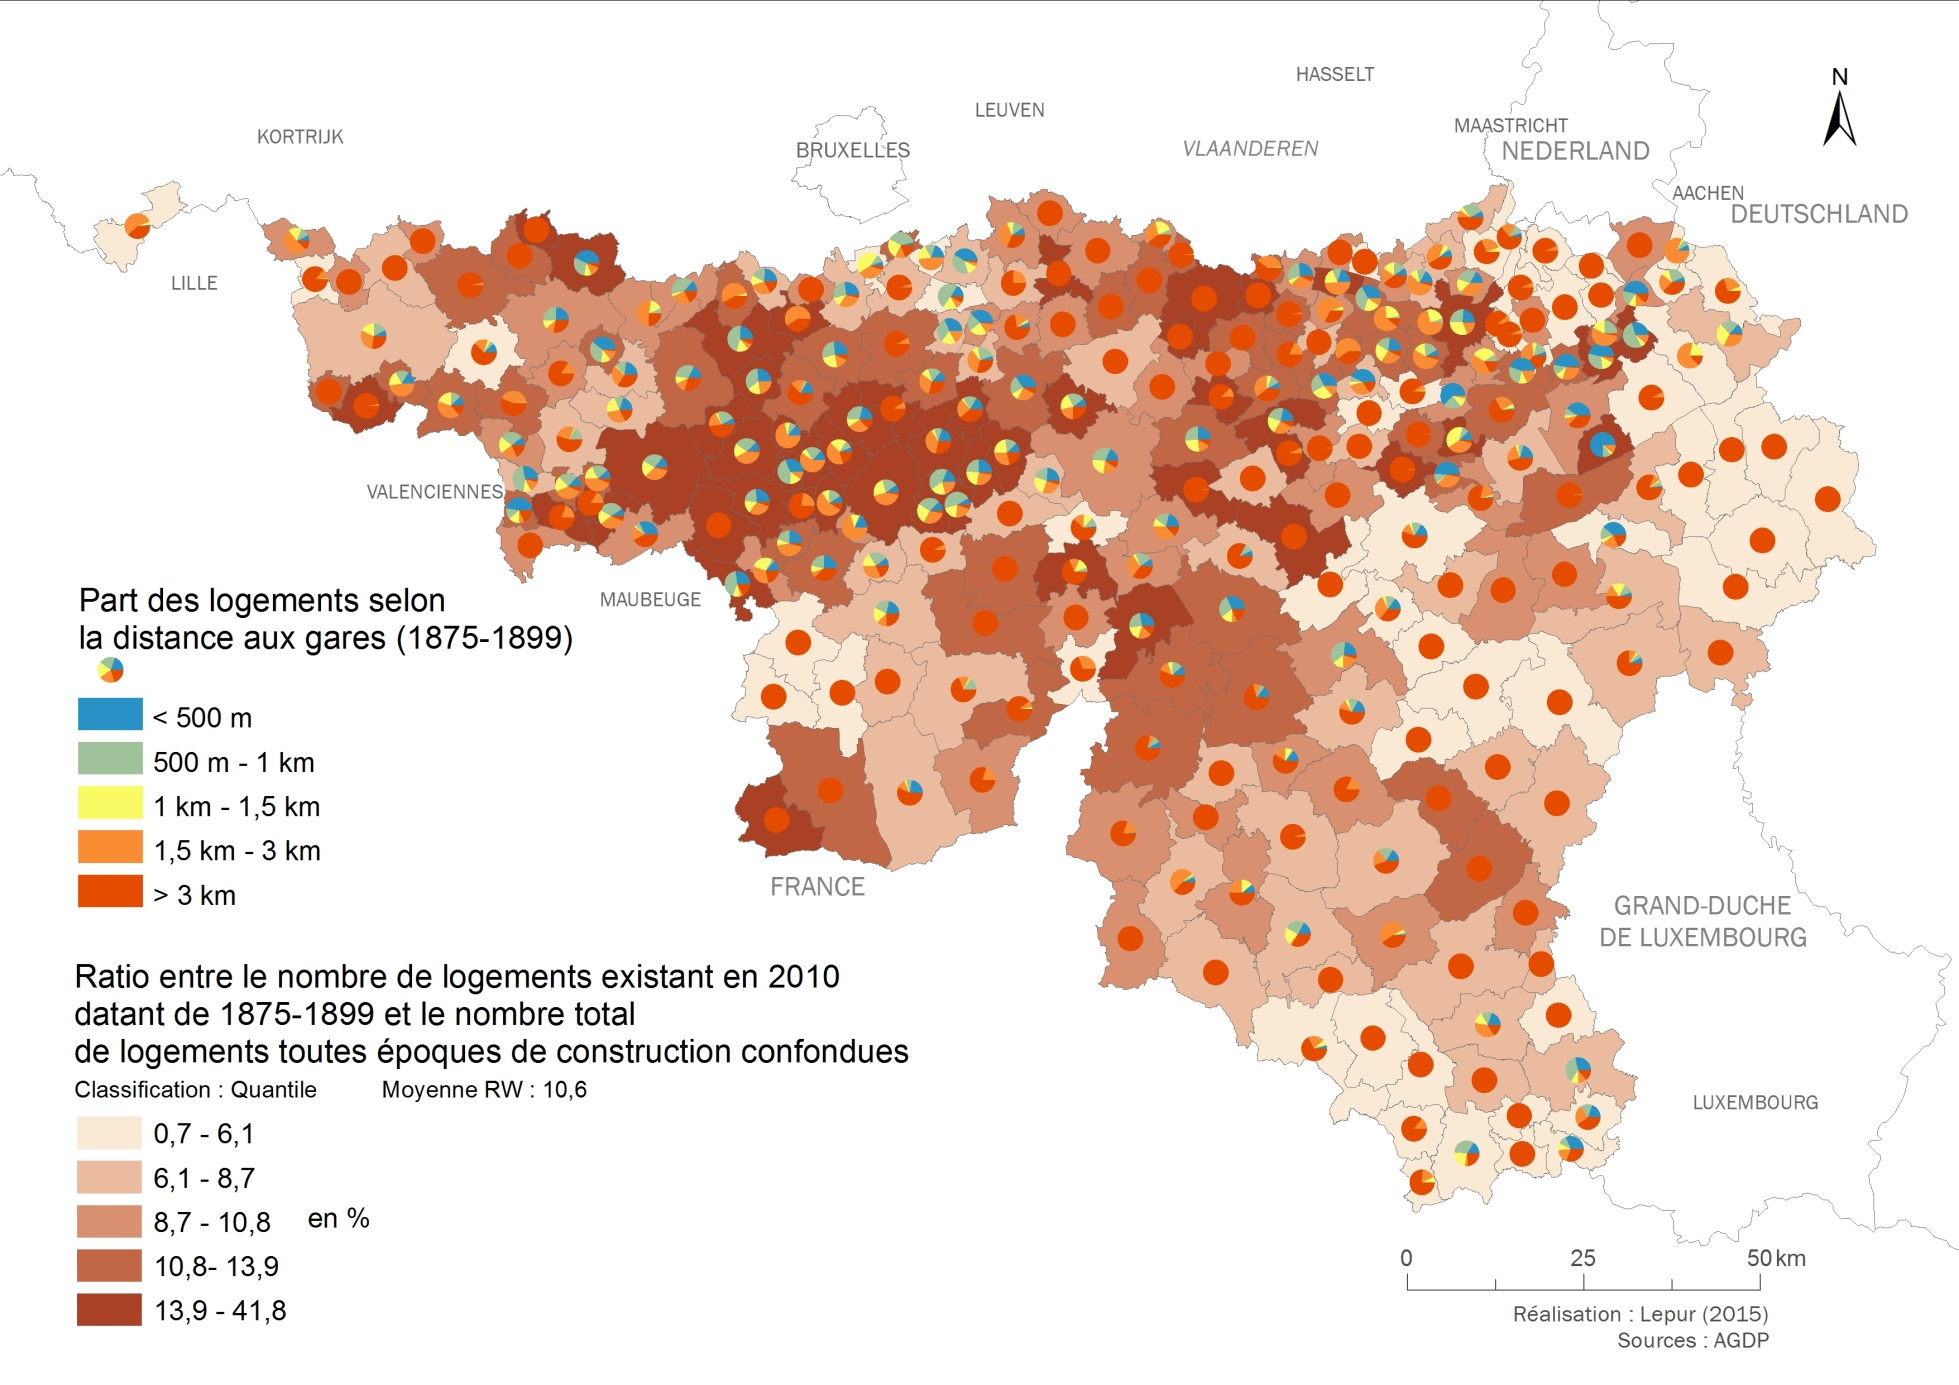 HASSELT
LEUVEN
KORTRIJK
BRUXELLES
VLAANDEREN
MAASTRICHT
NEDERLAND
N
AACHEN
DEUTSCHLAND
LILLE
VALENCIENNES
MAUBEUGE
Part des logements selon
la distance aux gares (1875-1899)
< 500 m
500 m - 1 km
1 km - 1,5 km
1,5 km - 3 km
> 3 km
FRANCE
GRAND-DUCHE
DE LUXEMBOURG
LUXEMBOURG
Ratio entre le nombre de logements existant en 2010
datant de 1875-1899 et le nombre total
de logements toutes époques de construction confondues
Classification : Quantile Moyenne RW : 10,6
0,7 - 6,1
6,1 - 8,7
8,7 - 10,8 en %
10,8- 13,9
13,9 - 41,8
0 25 50 km
Réalisation : Lepur (2015)
Sources : AGDP